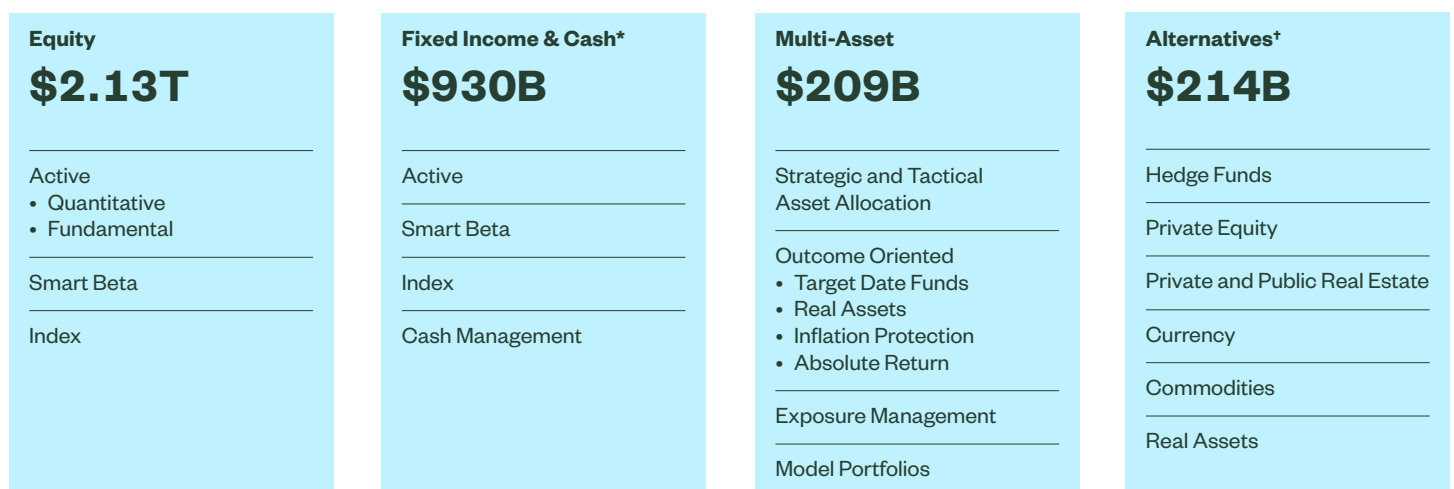 Equity
$2.13T
Active
• Quantitative
• Fundamental
Smart Beta
Index
Fixed Income & Cash*
$930B
Active
Smart Beta
Index
Cash Management
Multi-Asset
$209B
Strategic and Tactical
Asset Allocation
Outcome Oriented
• Target Date Funds
• Real Assets
• Inflation Protection
• Absolute Return
Exposure Management
Model Portfolios
Alternatives†
$214B
Hedge Funds
Private Equity
Private and Public Real Estate
Currency
Commodities
Real Assets